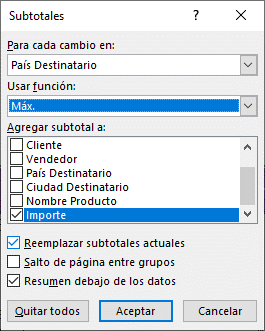 Subtotales
Para cada cambio en:
País Destinatario
Usar función:
Máx.
Agregar subtotal a:
Cliente
Vendedor
País Destinatario
Ciudad Destinatario
Nombre Producto
Importe
Reemplazar subtotales actuales
Salto de página entre grupos
Resumen debajo de los datos
Quitar todos
Aceptar
Cancelar